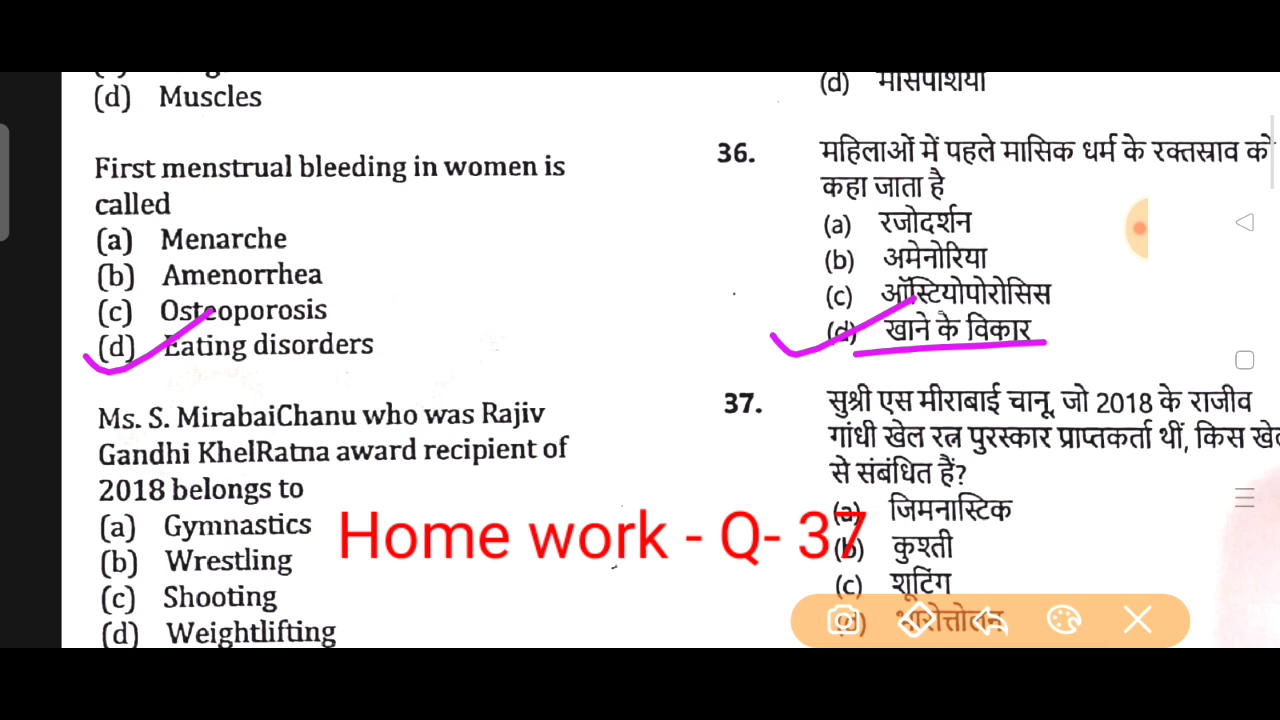 (d) Muscles
First menstrual bleeding in women is
called
(a) Menarche
(b) Amenorrhea
(c) Osteoporosis
(d) Eating disorders
Ms. S. MirabaiChanu who was Rajiv
Gandhi KhelRatna award recipient of
2018 belongs to
(a) Gymnastics
(b) Wrestling
(c) Shooting
(d) Weightlifting
(d) मांसपेशियां
36. महिलाओं में पहले मासिक धर्म के रक्तस्राव को
कहा जाता है
(a) रजोदर्शन
(b) अमेनोरिया
(c) ऑस्टियोपोरोसिस
(d) खाने के विकार
37. सुश्री एस मीराबाई चानू, जो 2018 के राजीव
गांधी खेल रत्न पुरस्कार प्राप्तकर्ता थीं, किस
से संबंधित हैं?
(a) जिमनास्टिक
(b) कुश्ती
(c) शूटिंग
(d) भारोत्तोलन
Home work - Q- 37